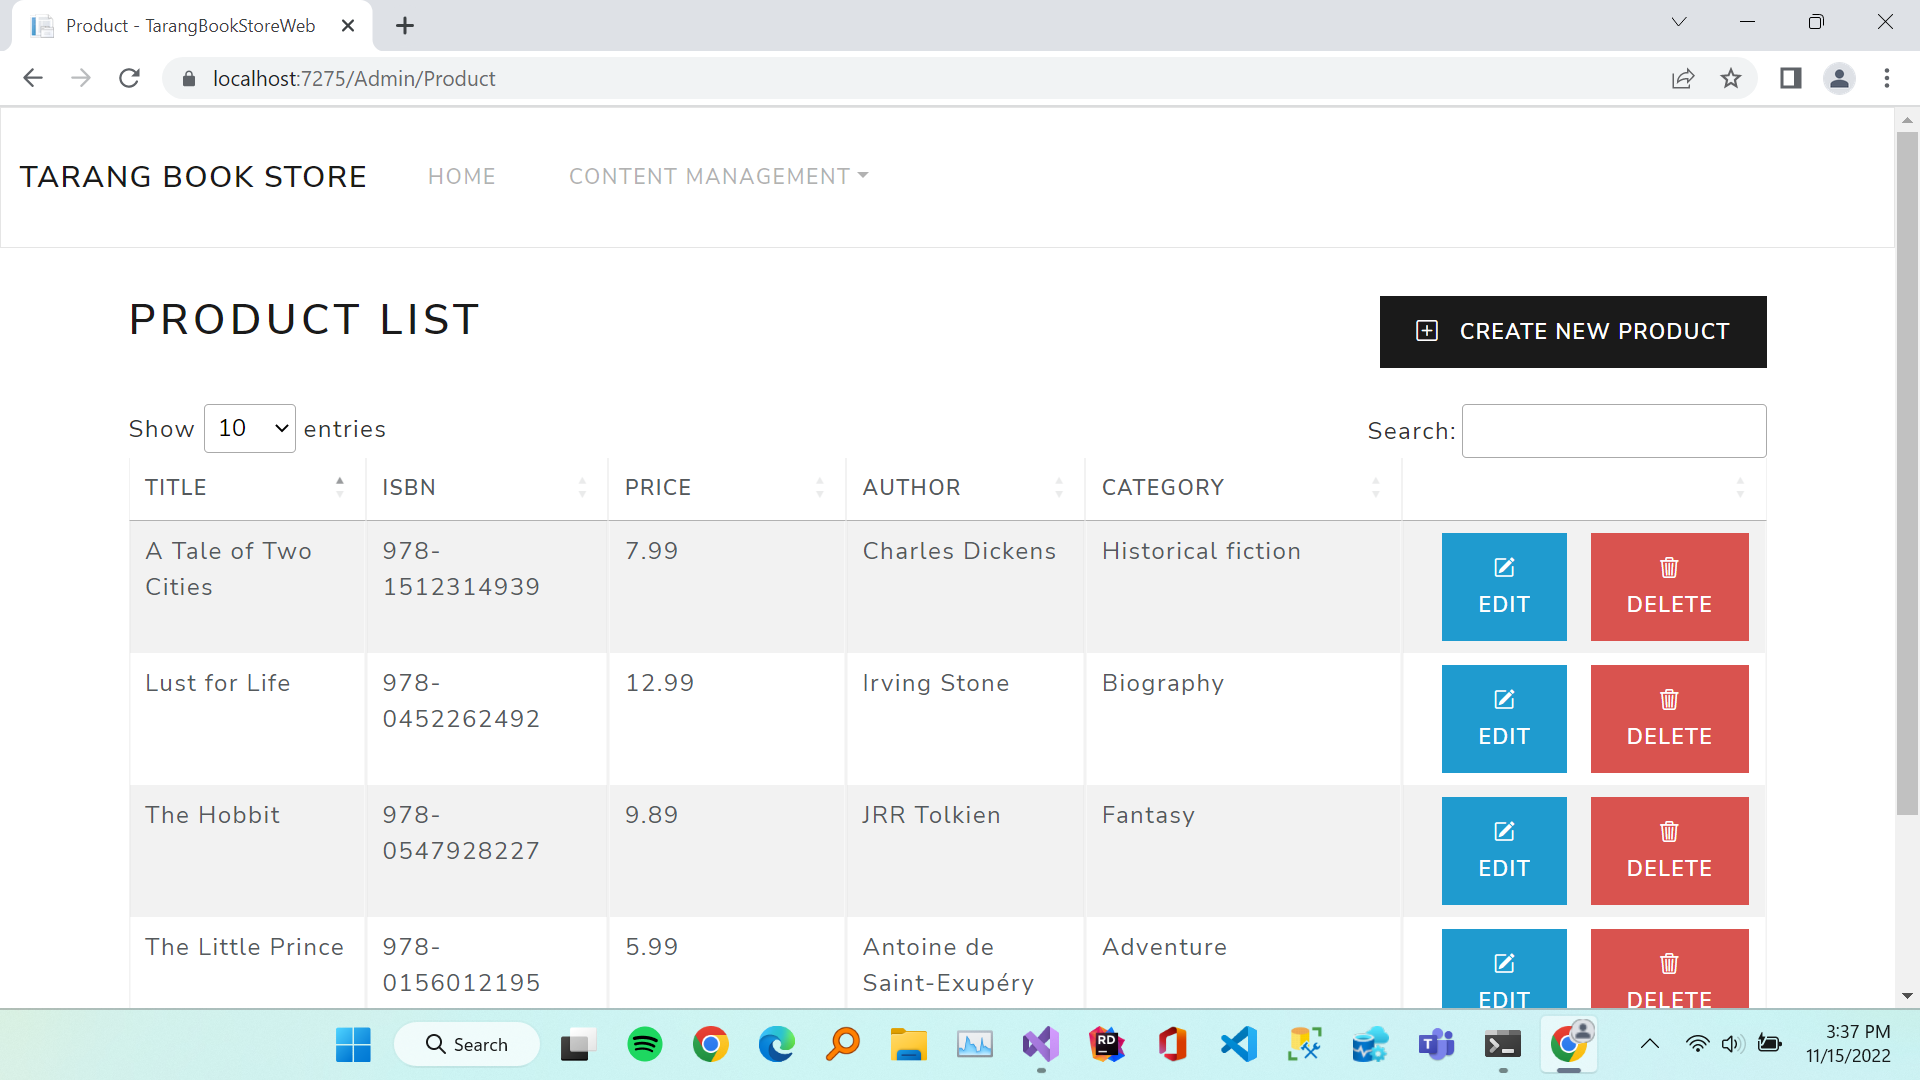 Product - TarangBookStoreWeb
localhost:7275/Admin/Product
TARANG BOOK STORE HOME CONTENT MANAGEMENT
PRODUCT LIST
CREATE NEW PRODUCT
Show 10 entries
Search:
TITLE ISBN PRICE AUTHOR CATEGORY
A Tale of Two 978- 7.99 Charles Dickens Historical fiction
Cities 1512314939
EDIT DELETE
Lust for Life 978- 12.99 Irving Stone Biography
0452262492
EDIT DELETE
The Hobbit 978- 9.89 JRR Tolkien Fantasy
0547928227
EDIT DELETE
The Little Prince 978- 5.99 Antoine de Adventure
0156012195 Saint-Exupéry
EDIT DELETE
Search
RD
T
3:37 PM
11/15/2022